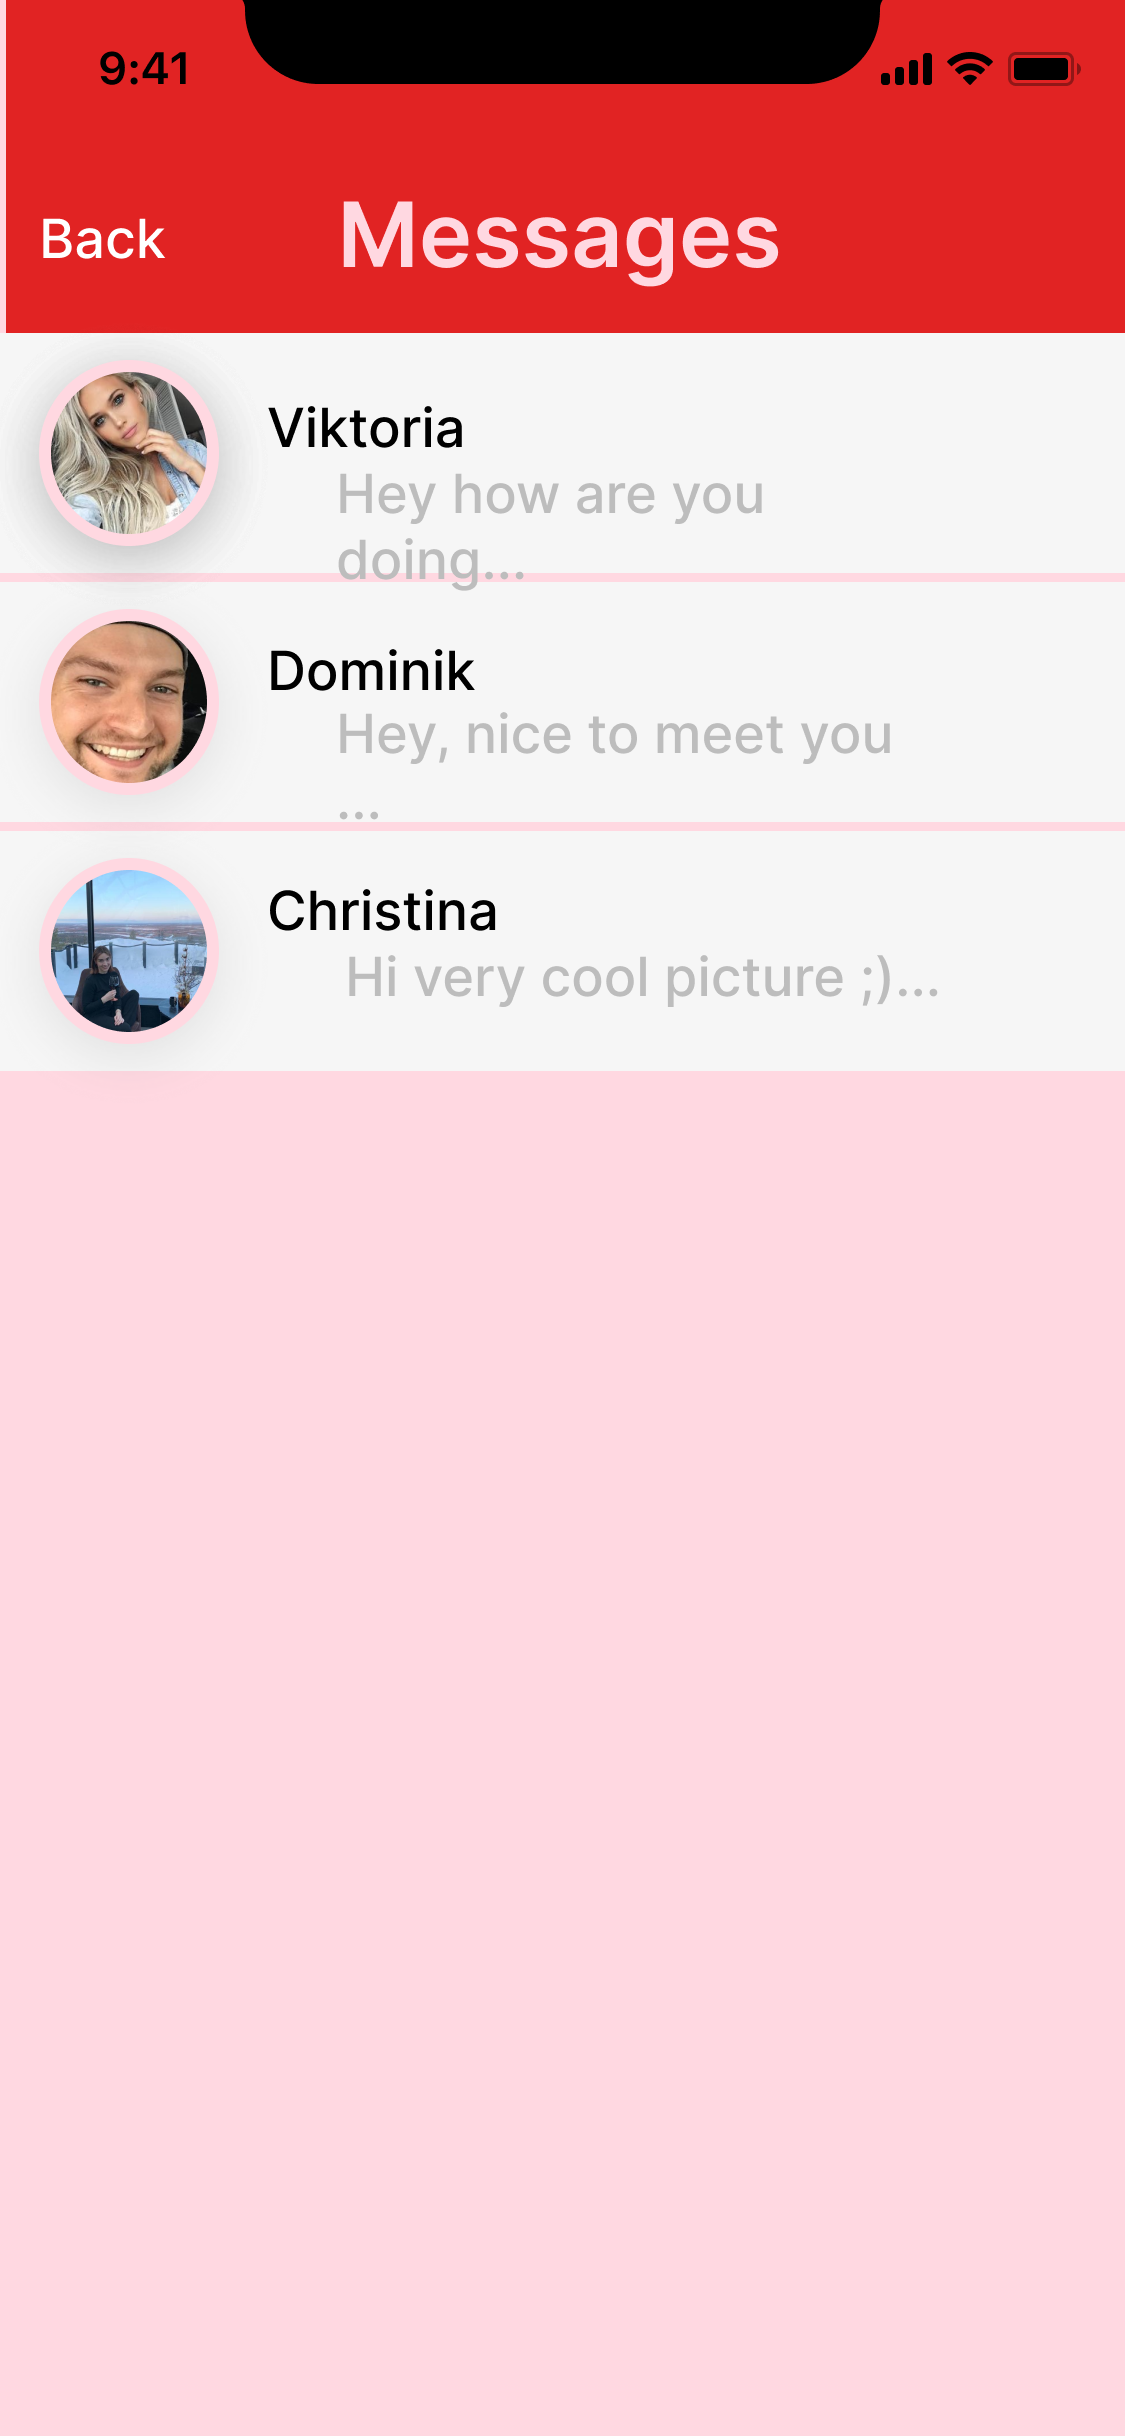 9:41
Back
Messages
Viktoria
Hey how are you
doing...
Dominik
Hey, nice to meet you
...
Christina
Hi very cool picture ;)...